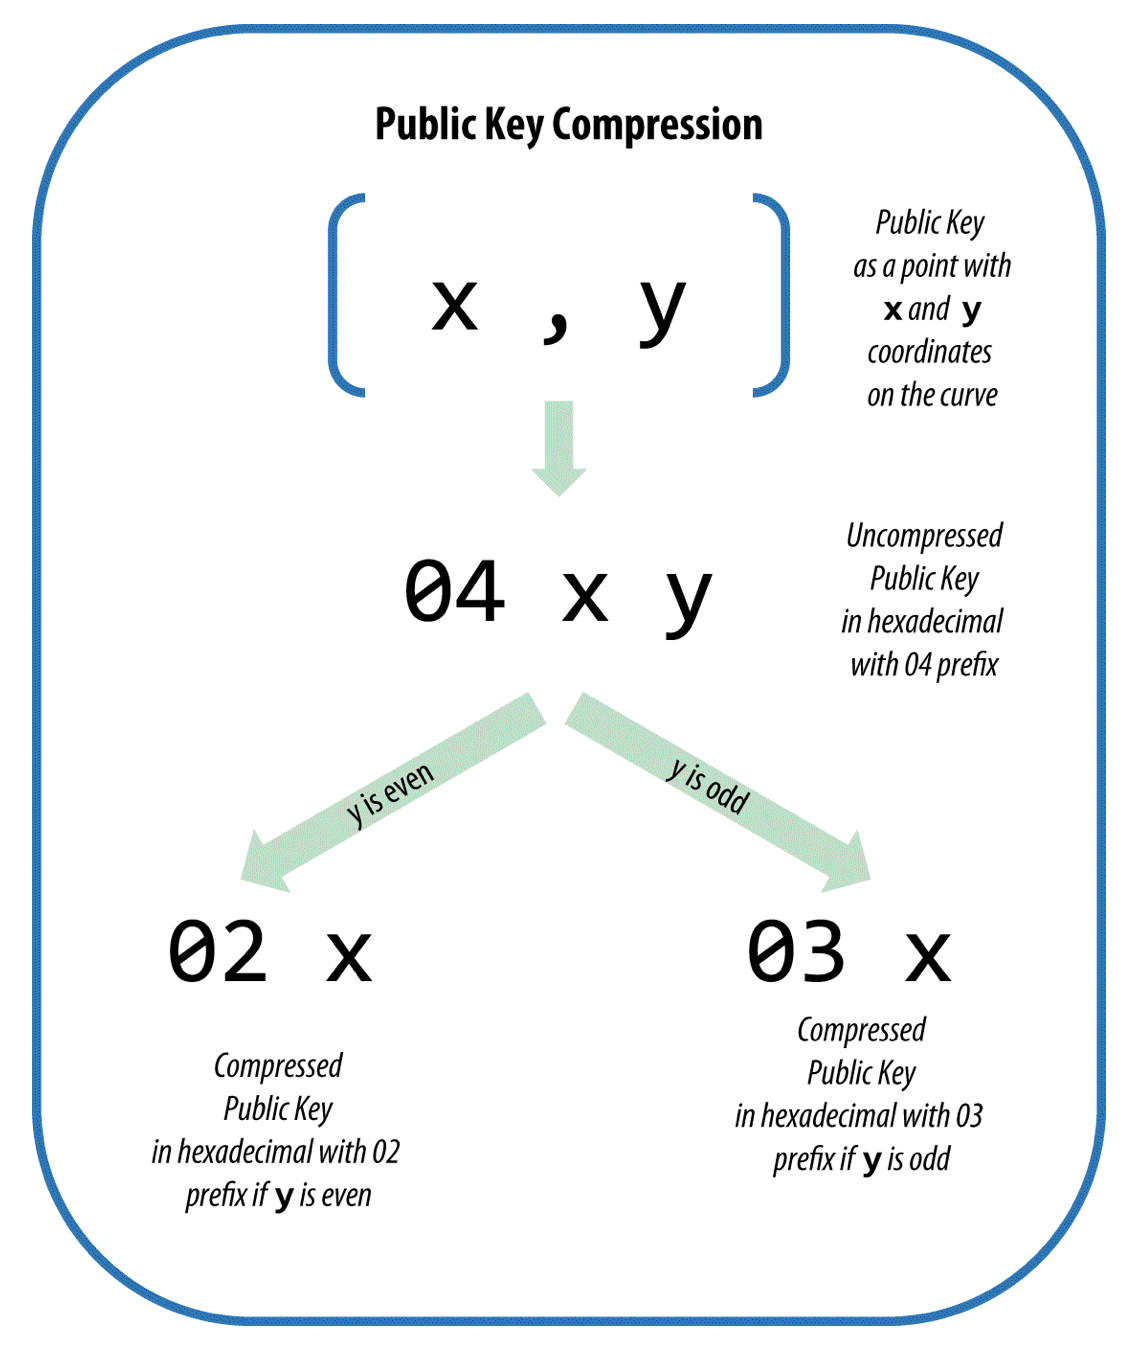 Public Key Compression
x , y
Public Key
as a point with
x and y
coordinates
on the curve
04 x y
Uncompressed
Public Key
in hexadecimal
with 04 prefix
y is even
y is odd
02 x
03 x
Compressed
Public Key
in hexadecimal with 02
prefix if y is even
Compressed
Public Key
in hexadecimal with 03
prefix if y is odd